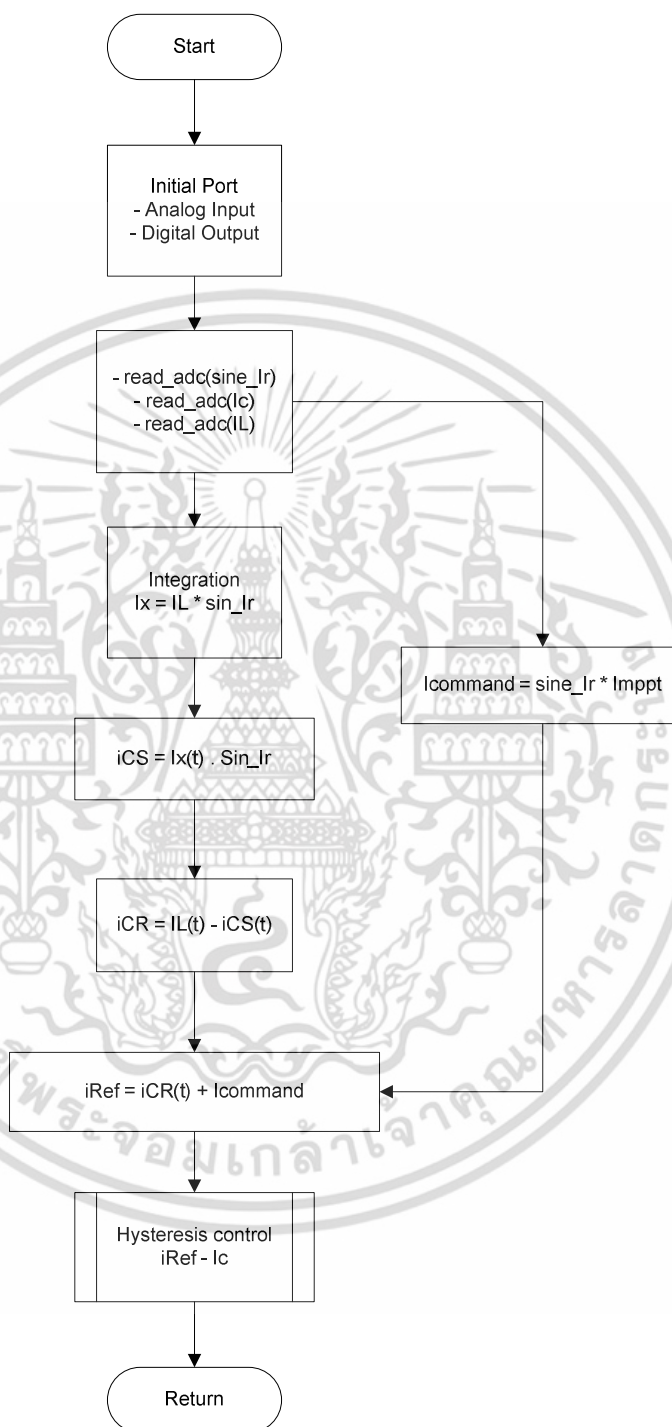 Start
Initial Port
- Analog Input
- Digital Output
- read_adc(sine_Ir)
- read_adc(Ic)
- read_adc(IL)
Integration
Ix = IL * sin_Ir
Icommand = sine_Ir * Imppt
iCS = Ix(t) . Sin_Ir
iCR = IL(t) - iCS(t)
iRef = iCR(t) + Icommand
Hysteresis control
iRef - Ic
Return